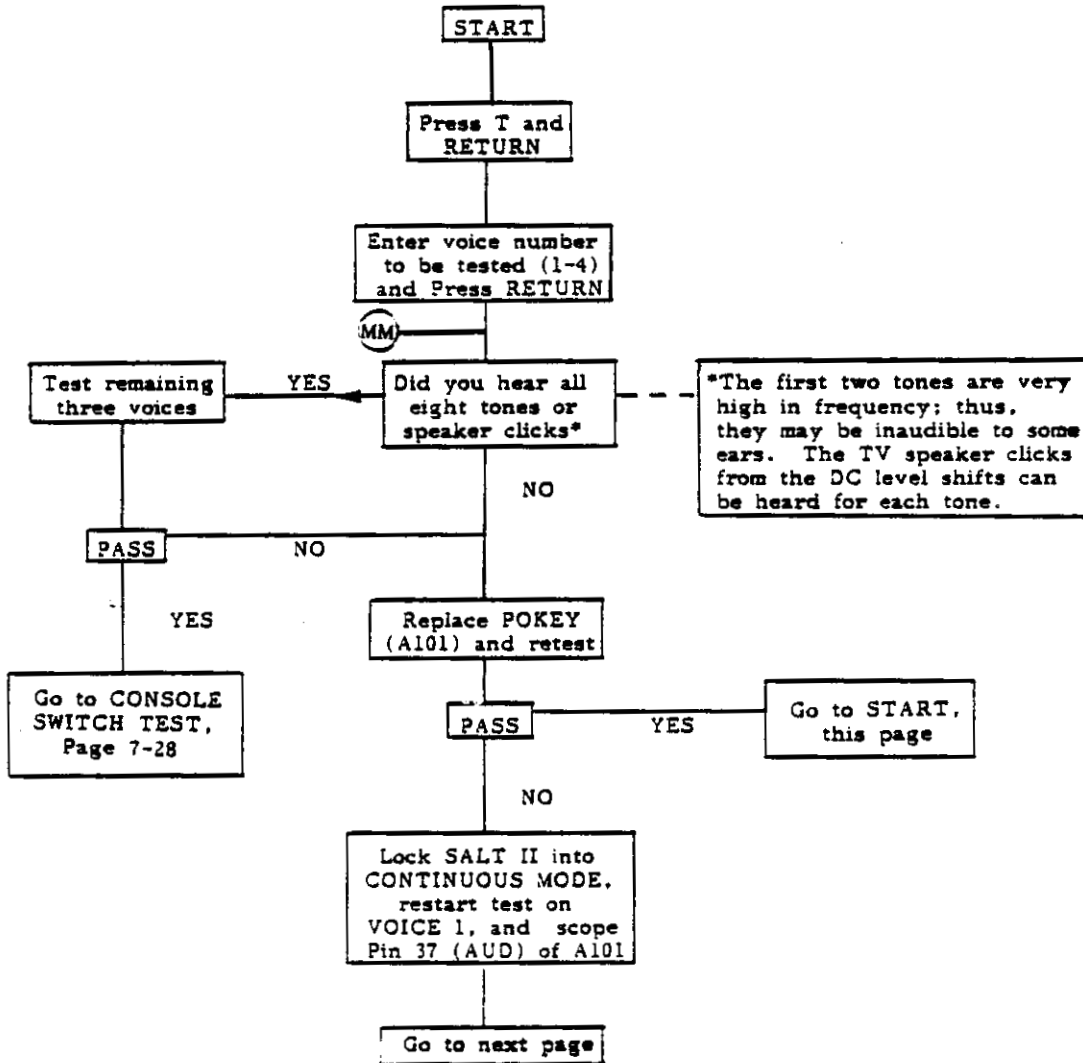 START
Press T and
RETURN
Enter voice number
to be tested (1-4)
and Press RETURN
MM
Test remaining
three voices
YES
Did you hear all
eight tones or
speaker clicks*
*The first two tones are very
high in frequency; thus,
they may be inaudible to some
ears. The TV speaker clicks
from the DC level shifts can
be heard for each tone.
NO
PASS
NO
YES
Replace POKEY
(A101) and retest
Go to CONSOLE
SWITCH TEST,
Page 7-28
PASS
YES
Go to START,
this page
NO
Lock SALT II into
CONTINUOUS MODE,
restart test on
VOICE 1, and scope
Pin 37 (AUD) of A101
Go to next page